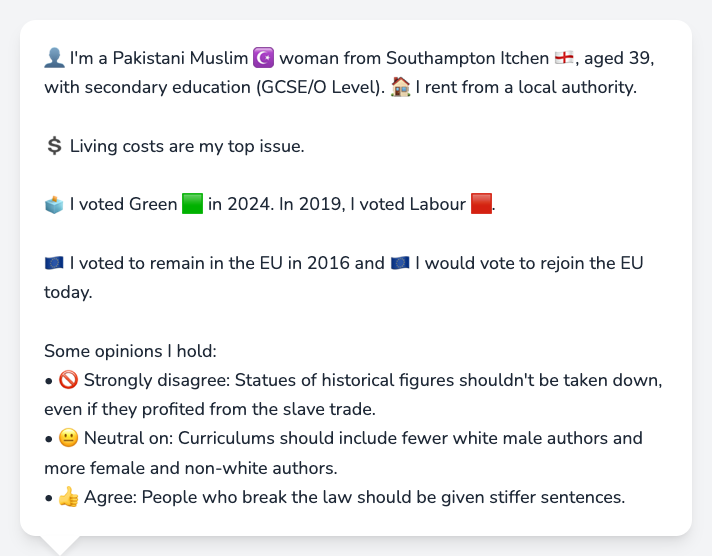 👤 I'm a Pakistani Muslim ☪️ woman from Southampton Itchen 🏴󠁧󠁢󠁥󠁮󠁧󠁿, aged 39,
with secondary education (GCSE/O Level). 🏠 I rent from a local authority.
💲 Living costs are my top issue.
🗳️ I voted Green 🟩 in 2024. In 2019, I voted Labour 🟥.
🇪🇺 I voted to remain in the EU in 2016 and 🇪🇺 I would vote to rejoin the EU
today.
Some opinions I hold:
• 🚫 Strongly disagree: Statues of historical figures shouldn't be taken down,
even if they profited from the slave trade.
• 😐 Neutral on: Curriculums should include fewer white male authors and
more female and non-white authors.
• 👍 Agree: People who break the law should be given stiffer sentences.